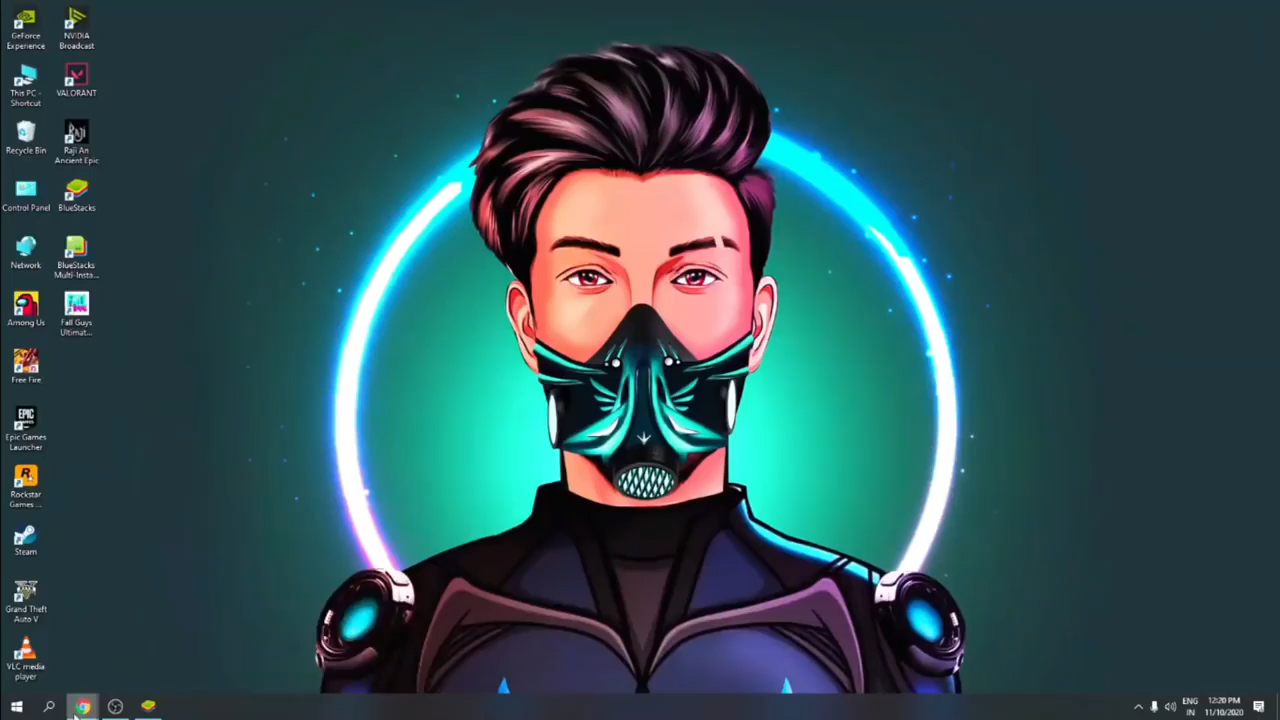 GeForce
Experience
NVIDIA
Broadcast
This PC -
Shortcut
VALORANT
Recycle Bin
Raji
Raji An
Ancient Epic
Control Panel
BlueStacks
Network
BlueStacks
Multi-Insta...
Among Us
Fall Guys
Ultimat...
Free Fire
EPIC
GAMES
Epic Games
Launcher
R
Rockstar
Games ...
Steam
Grand Theft
Auto V
VLC media
player
ENG
IN
12:20 PM
11/10/2020